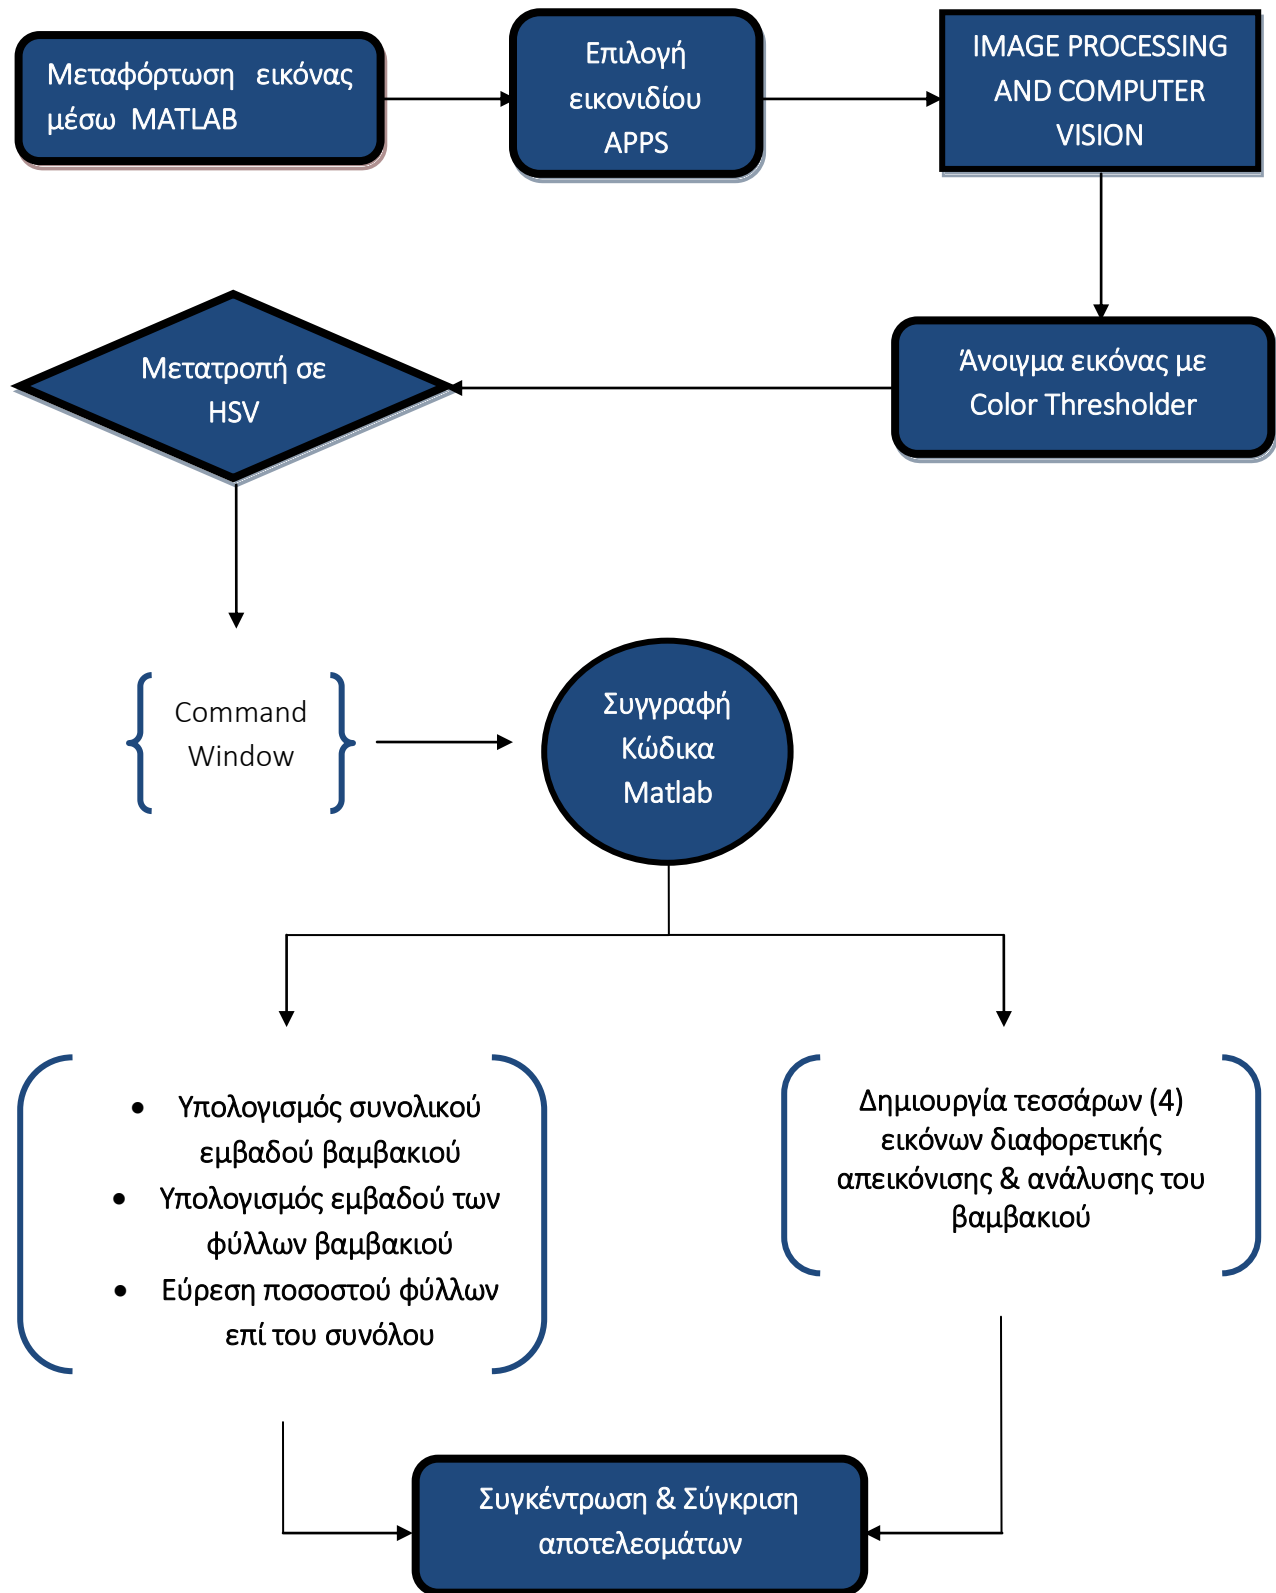 Μεταφόρτωση εικόνας
μέσω MATLAB
Επιλογή
εικονιδίου
APPS
IMAGE PROCESSING
AND COMPUTER
VISION
Άνοιγμα εικόνας με
Color Thresholder
Μετατροπή σε
HSV
Command
Window
Συγγραφή
Κώδικα
Matlab
• Υπολογισμός συνολικού
εμβαδού βαμβακιού
• Υπολογισμός εμβαδού των
φύλλων βαμβακιού
• Εύρεση ποσοστού φύλλων
επί του συνόλου
Δημιουργία τεσσάρων (4)
εικόνων διαφορετικής
απεικόνισης & ανάλυσης του
βαμβακιού
Συγκέντρωση & Σύγκριση
αποτελεσμάτων